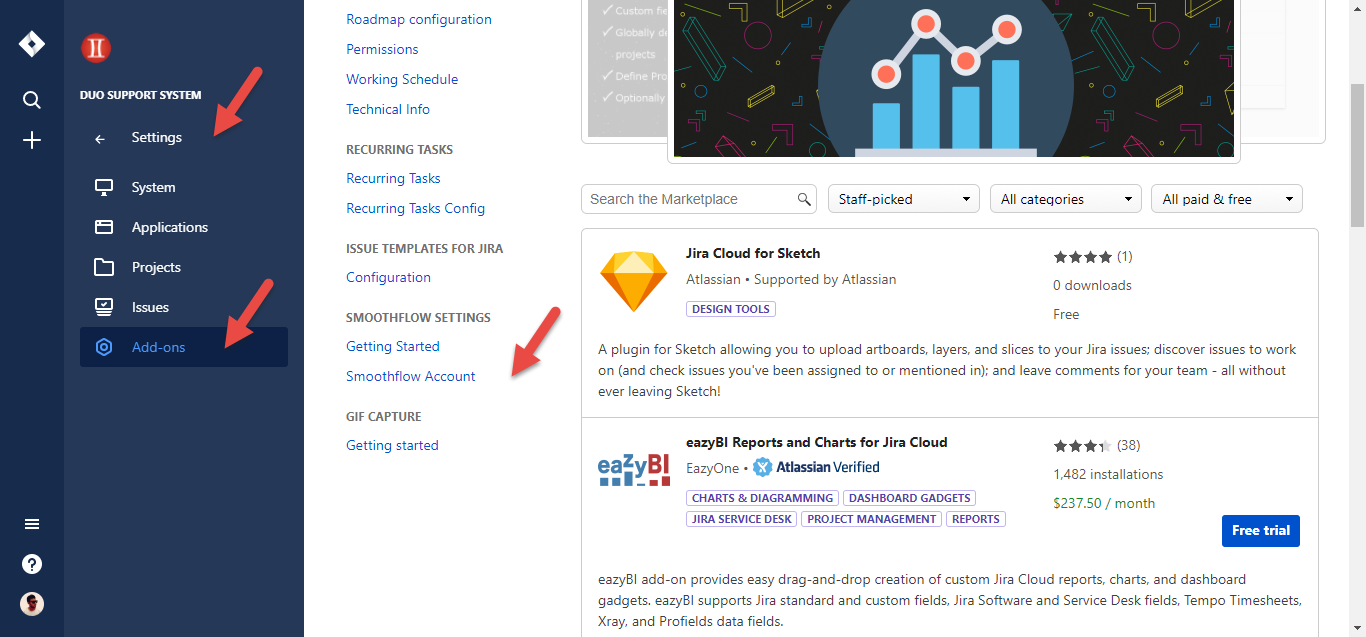 DUO SUPPORT SYSTEM
Settings
System
Applications
Projects
Issues
Add-ons
Roadmap configuration
Permissions
Working Schedule
Technical Info
RECURRING TASKS
Recurring Tasks
Recurring Tasks Config
ISSUE TEMPLATES FOR JIRA
Configuration
SMOOTHFLOW SETTINGS
Getting Started
Smoothflow Account
GIF CAPTURE
Getting started
Custom fie
Globally de
projects
Define Pro
Optionally
Search the Marketplace
Staff-picked
All categories
All paid & free
Jira Cloud for Sketch
Atlassian • Supported by Atlassian
DESIGN TOOLS
(1)
0 downloads
Free
A plugin for Sketch allowing you to upload artboards, layers, and slices to your Jira issues; discover issues to work
on (and check issues you've been assigned to or mentioned in); and leave comments for your team - all without
ever leaving Sketch!
eazyBI
eazyBI Reports and Charts for Jira Cloud
EazyOne • Atlassian Verified
CHARTS & DIAGRAMMING DASHBOARD GADGETS
JIRA SERVICE DESK PROJECT MANAGEMENT REPORTS
(38)
1,482 installations
$237.50 / month
Free trial
eazyBI add-on provides easy drag-and-drop creation of custom Jira Cloud reports, charts, and dashboard
gadgets. eazyBI supports Jira standard and custom fields, Jira Software and Service Desk fields, Tempo Timesheets,
Xray, and Profields data fields.